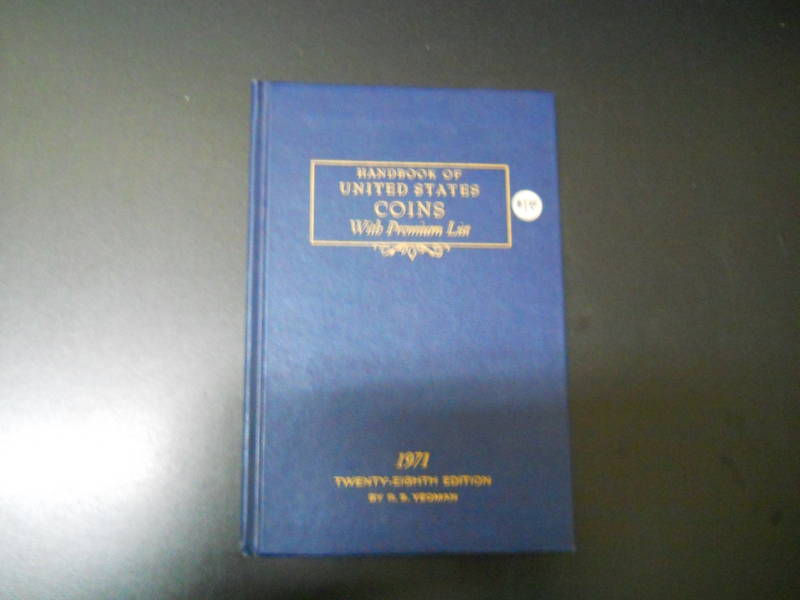 HANDBOOK OF
UNITED STATES
COINS
With Premium List
1971
TWENTY-EIGHTH EDITION
BY R. S. YEOMAN